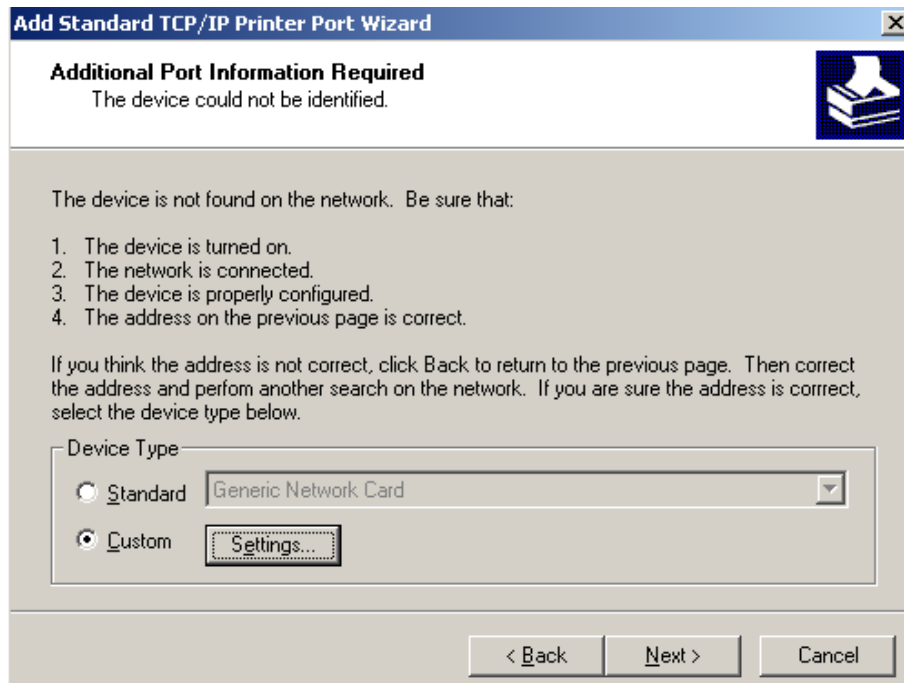 Add Standard TCP/IP Printer Port Wizard
Additional Port Information Required
The device could not be identified.
The device is not found on the network. Be sure that:
1. The device is turned on.
2. The network is connected.
3. The device is properly configured.
4. The address on the previous page is correct.
If you think the address is not correct, click Back to return to the previous page. Then correct
the address and perfom another search on the network. If you are sure the address is corrrect,
select the device type below.
Device Type
Standard Generic Network Card
Custom Settings...
< Back Next > Cancel